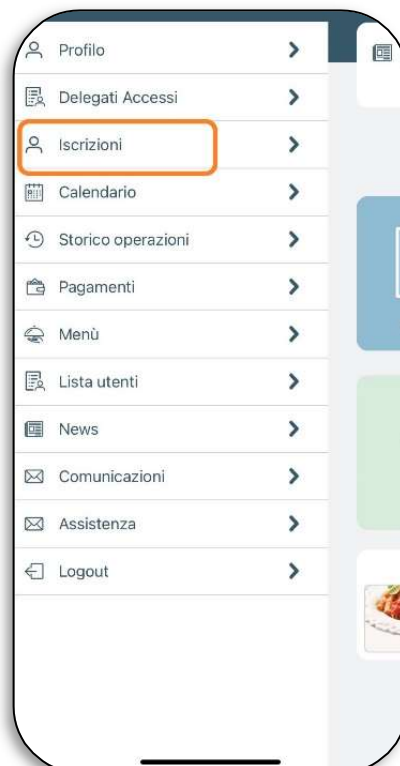 Profilo
Delegati Accessi
Iscrizioni
Calendario
Storico operazioni
Pagamenti
Menù
Lista utenti
News
Comunicazioni
Assistenza
Logout